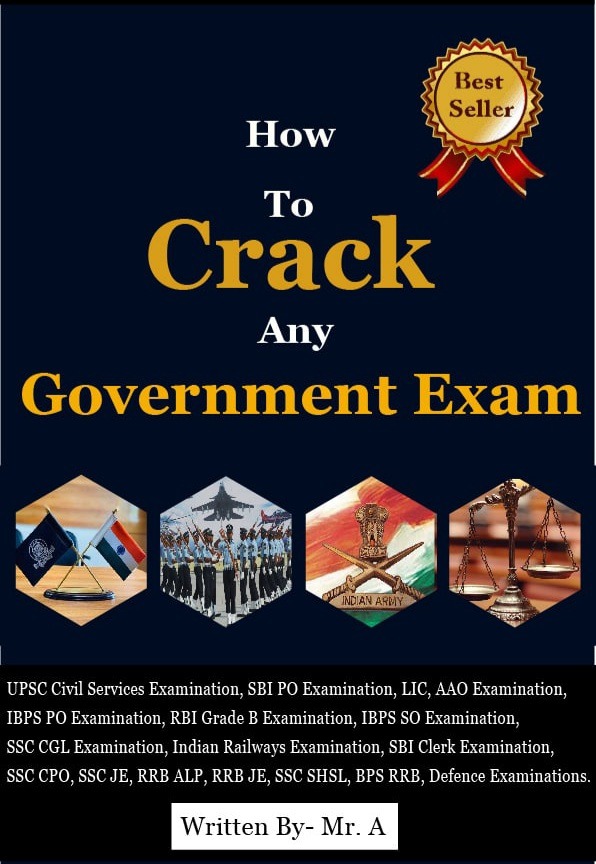 Best
Seller
How
To
Crack
Any
Government Exam
INDIAN ARMY
UPSC Civil Services Examination, SBI PO Examination, LIC, AAO Examination,
IBPS PO Examination, RBI Grade B Examination, IBPS SO Examination,
SSC CGL Examination, Indian Railways Examination, SBI Clerk Examination,
SSC CPO, SSC JE, RRB ALP, RRB JE, SSC SHSL, BPS RRB, Defence Examinations.
Written By- Mr. A